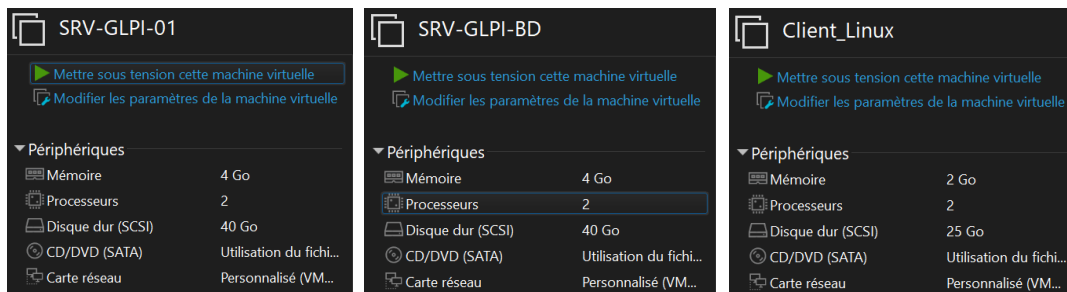 SRV-GLPI-01
Mettre sous tension cette machine virtuelle
Modifier les paramètres de la machine virtuelle
Périphériques
Mémoire 4 Go
Processeurs 2
Disque dur (SCSI) 40 Go
CD/DVD (SATA) Utilisation du fichi...
Carte réseau Personnalisé (VM...
SRV-GLPI-BD
Mettre sous tension cette machine virtuelle
Modifier les paramètres de la machine virtuelle
Périphériques
Mémoire 4 Go
Processeurs 2
Disque dur (SCSI) 40 Go
CD/DVD (SATA) Utilisation du fichi...
Carte réseau Personnalisé (VM...
Client_Linux
Mettre sous tension cette machine virtuelle
Modifier les paramètres de la machine virtuelle
Périphériques
Mémoire 2 Go
Processeurs 2
Disque dur (SCSI) 25 Go
CD/DVD (SATA) Utilisation du fichi...
Carte réseau Personnalisé (VM...